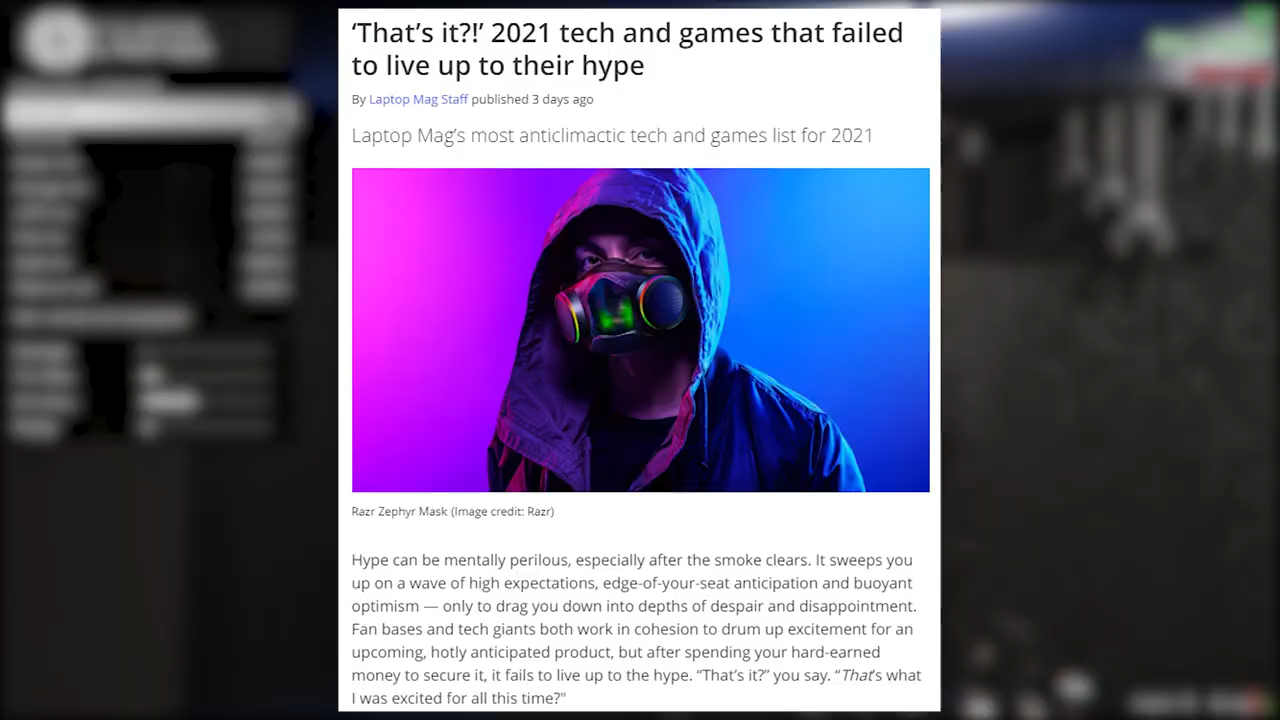 ‘That’s it?!’ 2021 tech and games that failed
to live up to their hype
By Laptop Mag Staff published 3 days ago
Laptop Mag’s most anticlimactic tech and games list for 2021
Razr Zephyr Mask (Image credit: Razr)
Hype can be mentally perilous, especially after the smoke clears. It sweeps you
up on a wave of high expectations, edge-of-your-seat anticipation and buoyant
optimism — only to drag you down into depths of despair and disappointment.
Fan bases and tech giants both work in cohesion to drum up excitement for an
upcoming, hotly anticipated product, but after spending your hard-earned
money to secure it, it fails to live up to the hype. “That’s it?” you say. “That’s what
I was excited for all this time?"